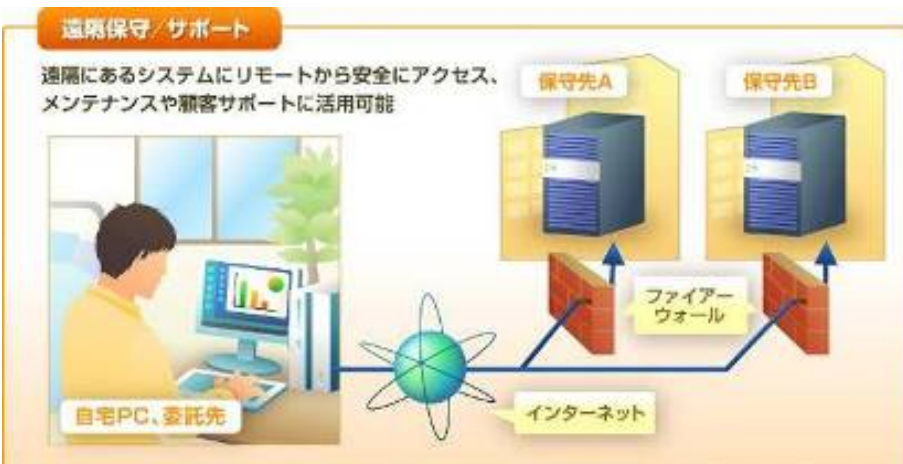 遠隔保守/サポート
遠隔にあるシステムにリモートから安全にアクセス、
メンテナンスや顧客サポートに活用可能
保守先A
保守先B
ファイアー
ウォール
自宅PC、委託先
インターネット